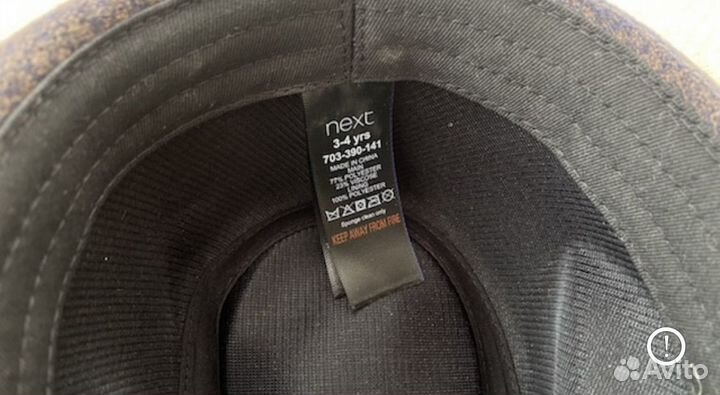 next
3-4 yrs
703-390-141
MADE IN CHINA
MAIN
77% POLYESTER
23% VISCOSE
LINING
100% POLYESTER
Sponge clean only
KEEP AWAY FROM FIRE
!
Avito